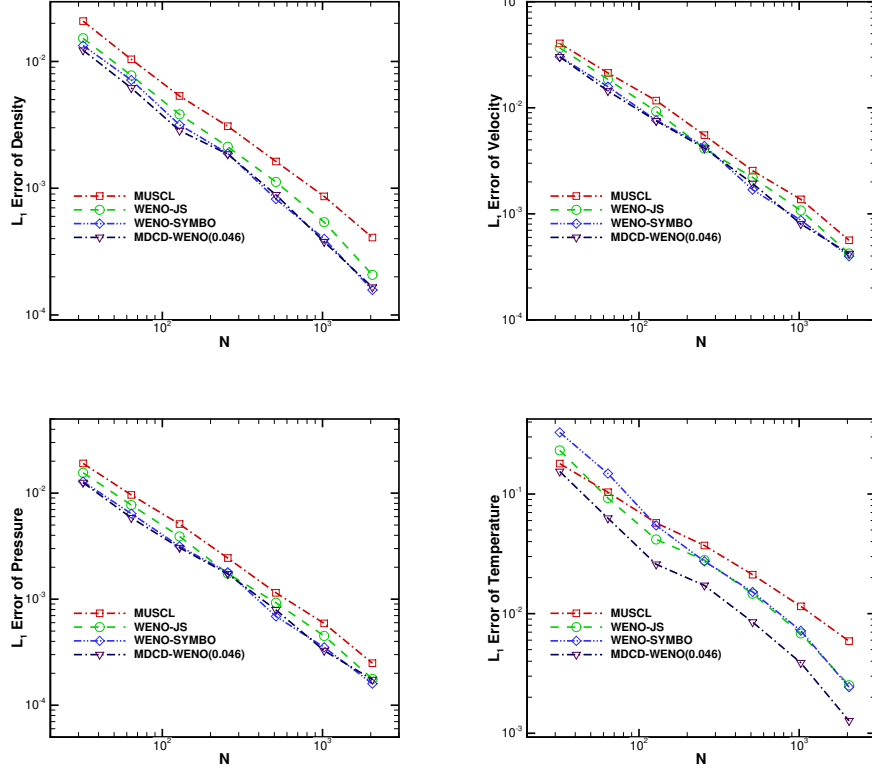 10^-2
10^-3
10^-4
L₁ Error of Density
MUSCL
WENO-JS
WENO-SYMBO
MDCD-WENO(0.046)
10^2
10^3
N
10^-2
10^-3
10^-4
L₁ Error of Velocity
MUSCL
WENO-JS
WENO-SYMBO
MDCD-WENO(0.046)
10^2
10^3
N
10^-2
10^-3
10^-4
L₁ Error of Pressure
MUSCL
WENO-JS
WENO-SYMBO
MDCD-WENO(0.046)
10^2
10^3
N
10^-1
10^-2
10^-3
L₁ Error of Temperature
MUSCL
WENO-JS
WENO-SYMBO
MDCD-WENO(0.046)
10^2
10^3
N